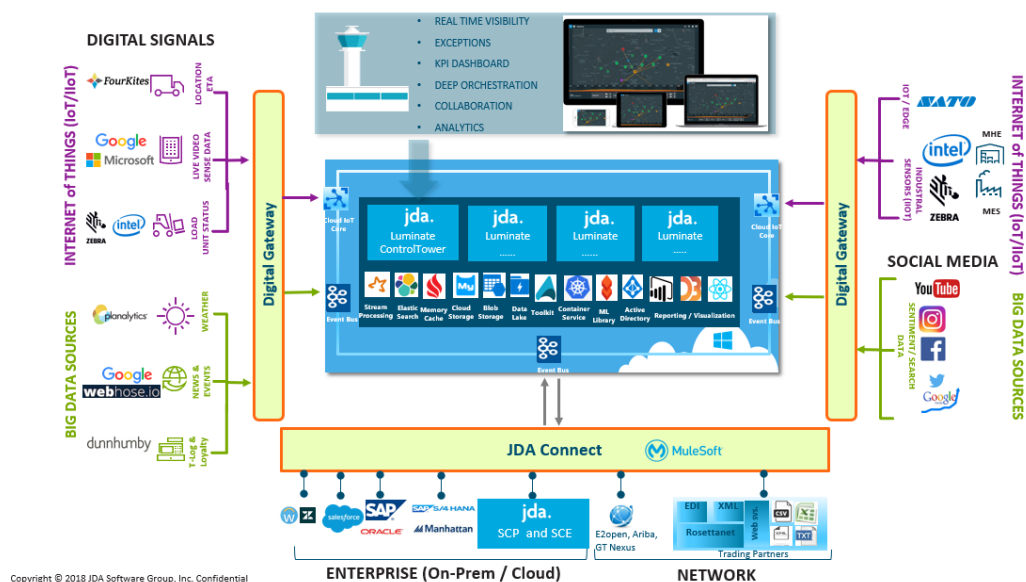 DIGITAL SIGNALS
INTERNET of THINGS (IoT/IIoT)
FourKites
LOCATION
ETA
Google
Microsoft
LIVE VIDEO
SENSE DATA
ZEBRA
intel
LOAD
UNIT STATUS
BIG DATA SOURCES
planalytics
WEATHER
Google
webhose.io
NEWS &
EVENTS
dunnhumby
T-Log &
Loyalty
Digital Gateway
• REAL TIME VISIBILITY
• EXCEPTIONS
• KPI DASHBOARD
• DEEP ORCHESTRATION
• COLLABORATION
• ANALYTICS
Cloud IoT
Core
Event Bus
jda.
Luminate
ControlTower
jda.
Luminate
......
jda.
Luminate
......
jda.
Luminate
.....
Stream
Processing
Elastic
Search
Memory
Cache
My
Cloud
Storage
Blob
Storage
Data
Lake
Toolkit
Container
Service
ML
Library
Active
Directory
Reporting / Visualization
Cloud IoT
Core
Event Bus
Event Bus
Digital Gateway
IOT / EDGE
SATO
INDUSTRIAL
SENSORS (IIOT)
intel
MHE
ZEBRA
MES
INTERNET of THINGS (IoT/IIoT)
SOCIAL MEDIA
YouTube
SENTIMENT/ SEARCH
DATA
Google
BIG DATA SOURCES
JDA Connect
MuleSoft
salesforce
SAP
ORACLE
SAP S/4 HANA
Manhattan
jda.
SCP and SCE
E2open, Ariba,
GT Nexus
EDI
XML
Rosettanet
Web svs.
CSV
XML
TXT
Trading Partners
ENTERPRISE (On-Prem / Cloud)
NETWORK
Copyright © 2018 JDA Software Group, Inc. Confidential